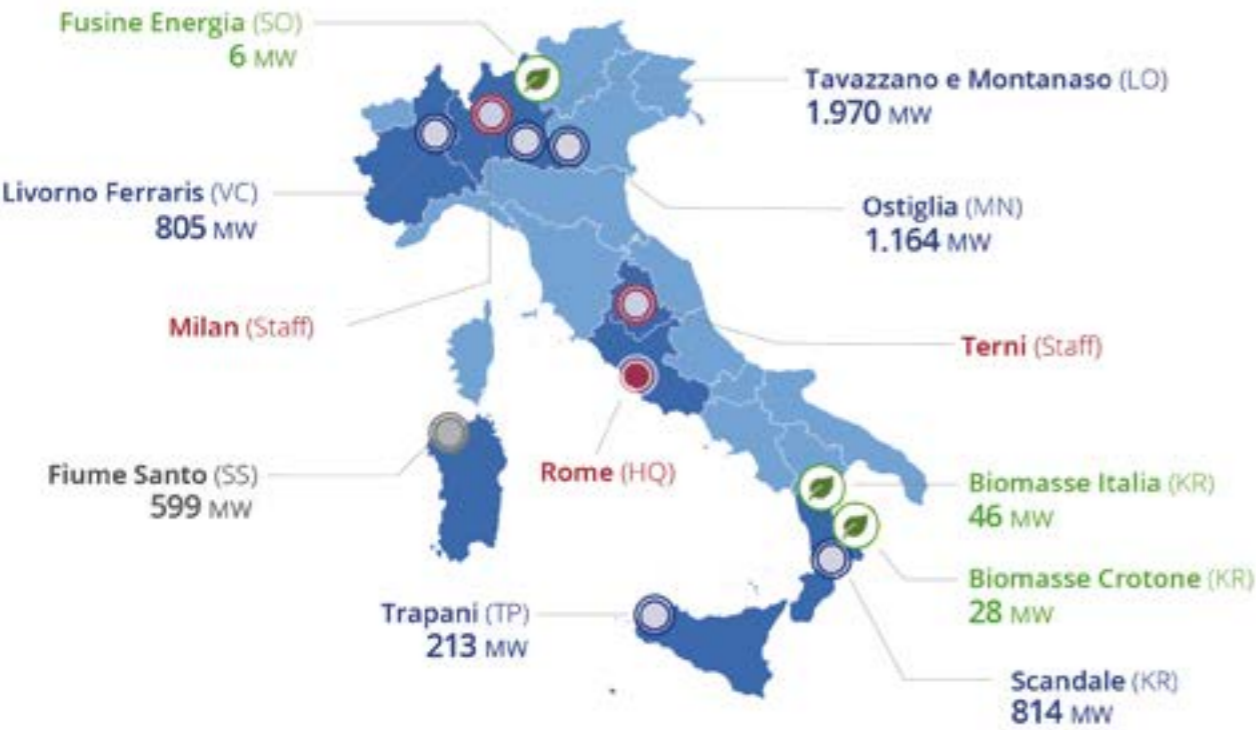 Fusine Energia (SO)
6 MW
Tavazzano e Montanaso (LO)
1.970 MW
Livorno Ferraris (VC)
805 MW
Ostiglia (MN)
1.164 MW
Milan (Staff)
Terni (Staff)
Fiume Santo (SS)
599 MW
Rome (HQ)
Biomasse Italia (KR)
46 MW
Biomasse Crotone (KR)
28 MW
Trapani (TP)
213 MW
Scandale (KR)
814 MW